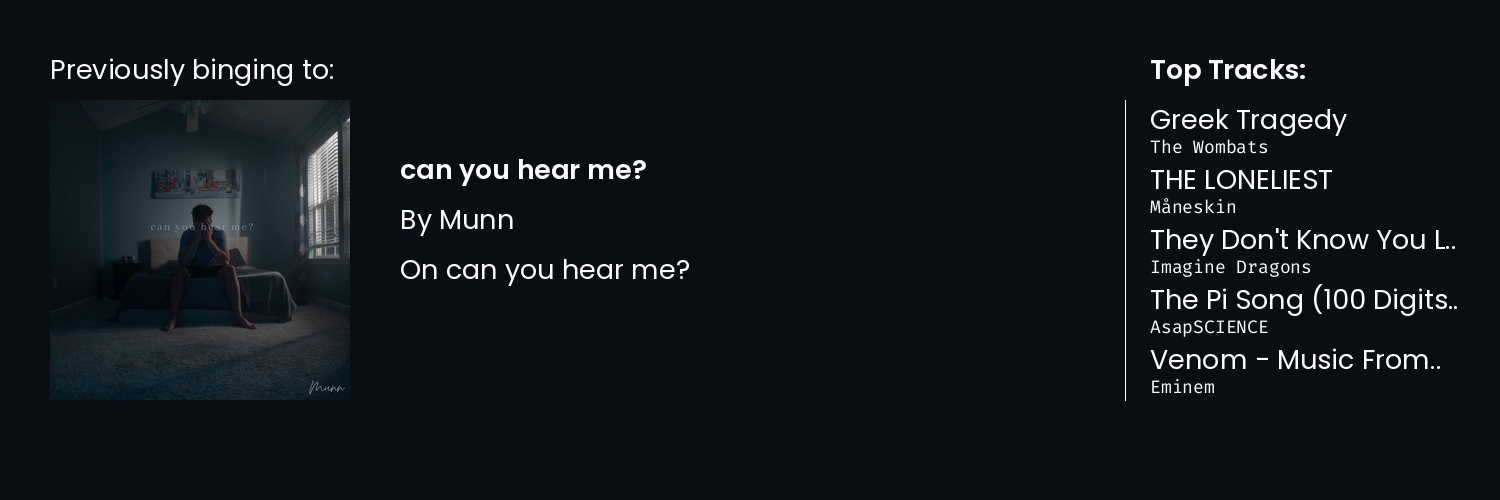 Previously binging to:
can you hear me?
Munn
can you hear me?
By Munn
On can you hear me?
Top Tracks:
Greek Tragedy
The Wombats
THE LONELIEST
Måneskin
They Don't Know You L..
Imagine Dragons
The Pi Song (100 Digits..
AsapSCIENCE
Venom - Music From..
Eminem